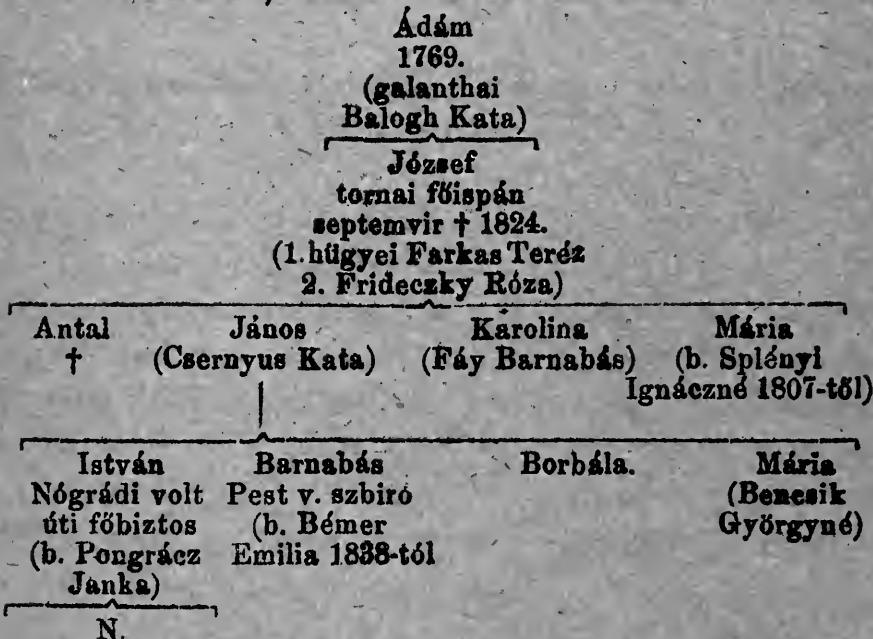 Ádám
1769.
(galanthai
Balogh Kata)
József
tornai főispán
septemvir † 1824.
(1. hügyei Farkas Teréz
2. Frideczky Róza)
Antal János Karolina Mária
† (Csernyus Kata) (Fáy Barnabás) (b. Splényi
Ignáczné 1807-től)
István Barnabás Borbála. Mária
Nógrádi volt Pest v. szbiró (Bencsik
úti főbiztos (b. Bémer Györgyné)
(b. Pongrácz Emilia 1838-tól
Janka)
N.